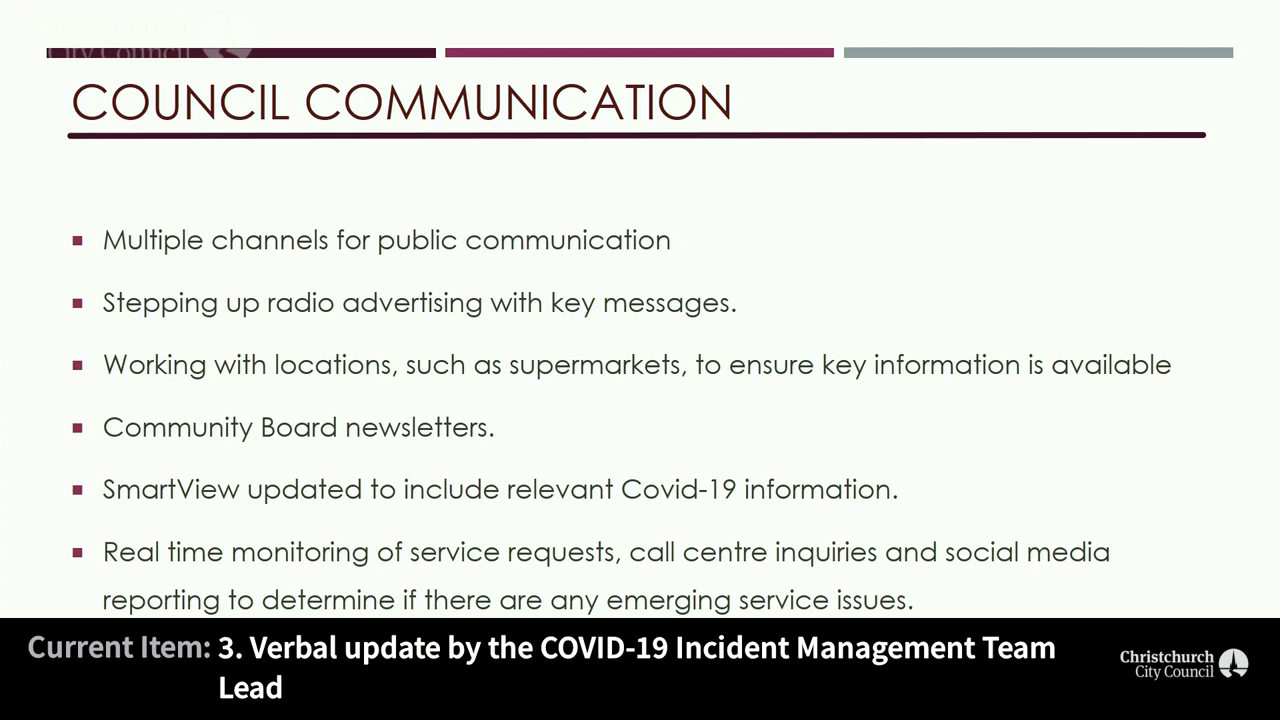 City Council
COUNCIL COMMUNICATION
Multiple channels for public communication
Stepping up radio advertising with key messages.
Working with locations, such as supermarkets, to ensure key information is available
Community Board newsletters.
SmartView updated to include relevant Covid-19 information.
Real time monitoring of service requests, call centre inquiries and social media
reporting to determine if there are any emerging service issues.
Current Item: 3. Verbal update by the COVID-19 Incident Management Team
Lead
Christchurch
City Council